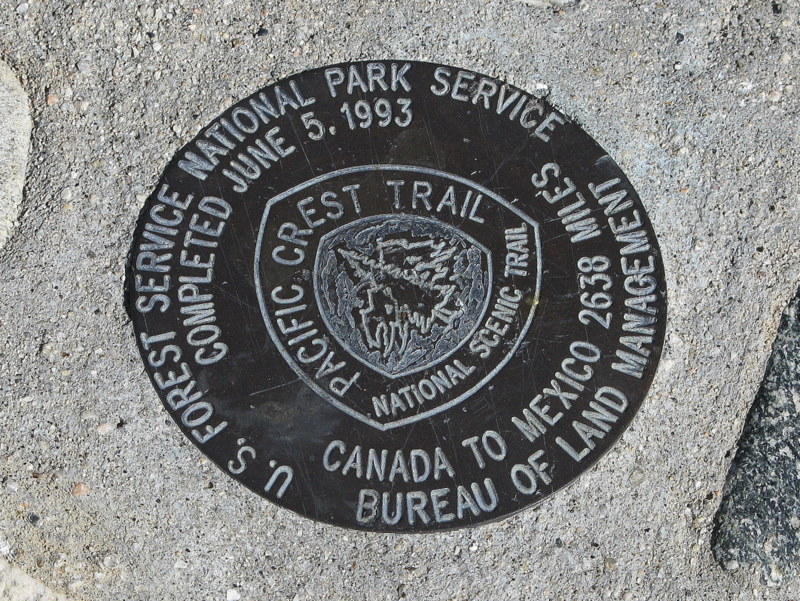 U.S. FOREST SERVICE NATIONAL PARK SERVICE
COMPLETED JUNE 5, 1993
PACIFIC CREST TRAIL
NATIONAL SCENIC TRAIL
CANADA TO MEXICO 2638 MILES
BUREAU OF LAND MANAGEMENT